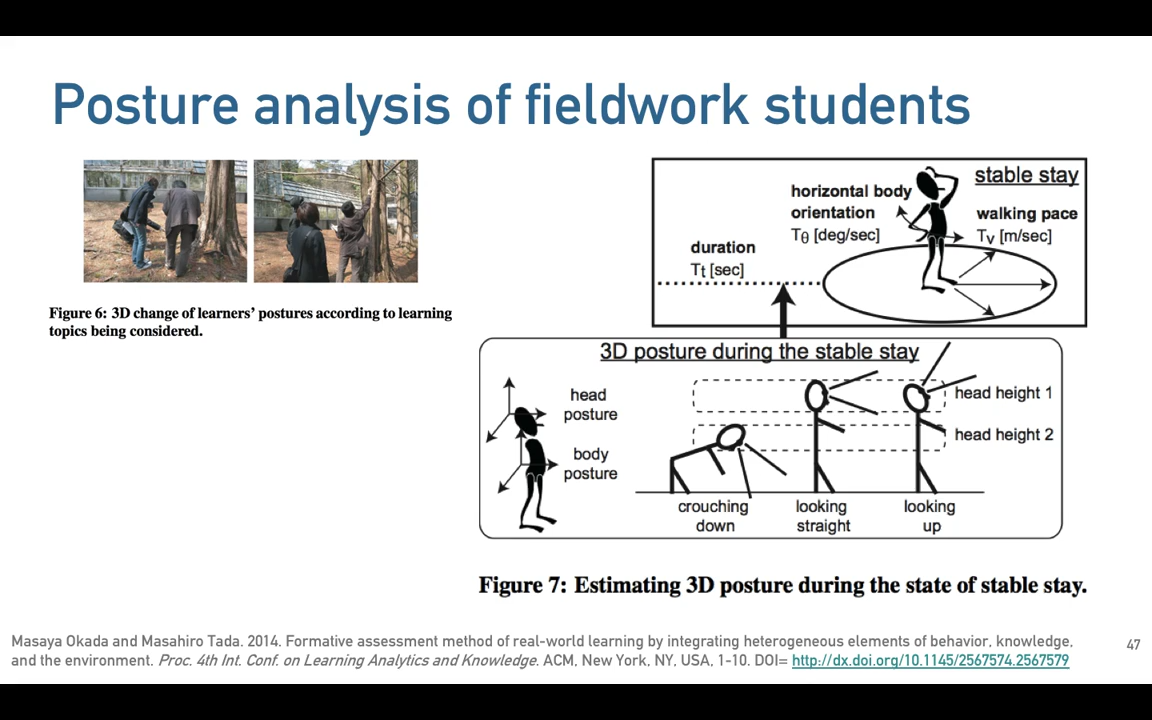 Posture analysis of fieldwork students
Figure 6: 3D change of learners' postures according to learning
topics being considered.
stable stay
horizontal body
orientation
Tθ [deg/sec]
walking pace
Tv [m/sec]
duration
Tt [sec]
3D posture during the stable stay
head
posture
body
posture
head height 1
head height 2
crouching
down
looking
straight
looking
up
Figure 7: Estimating 3D posture during the state of stable stay.
Masaya Okada and Masahiro Tada. 2014. Formative assessment method of real-world learning by integrating heterogeneous elements of behavior, knowledge,
and the environment. Proc. 4th Int. Conf. on Learning Analytics and Knowledge. ACM, New York, NY, USA, 1-10. DOI= http://dx.doi.org/10.1145/2567574.2567579
47